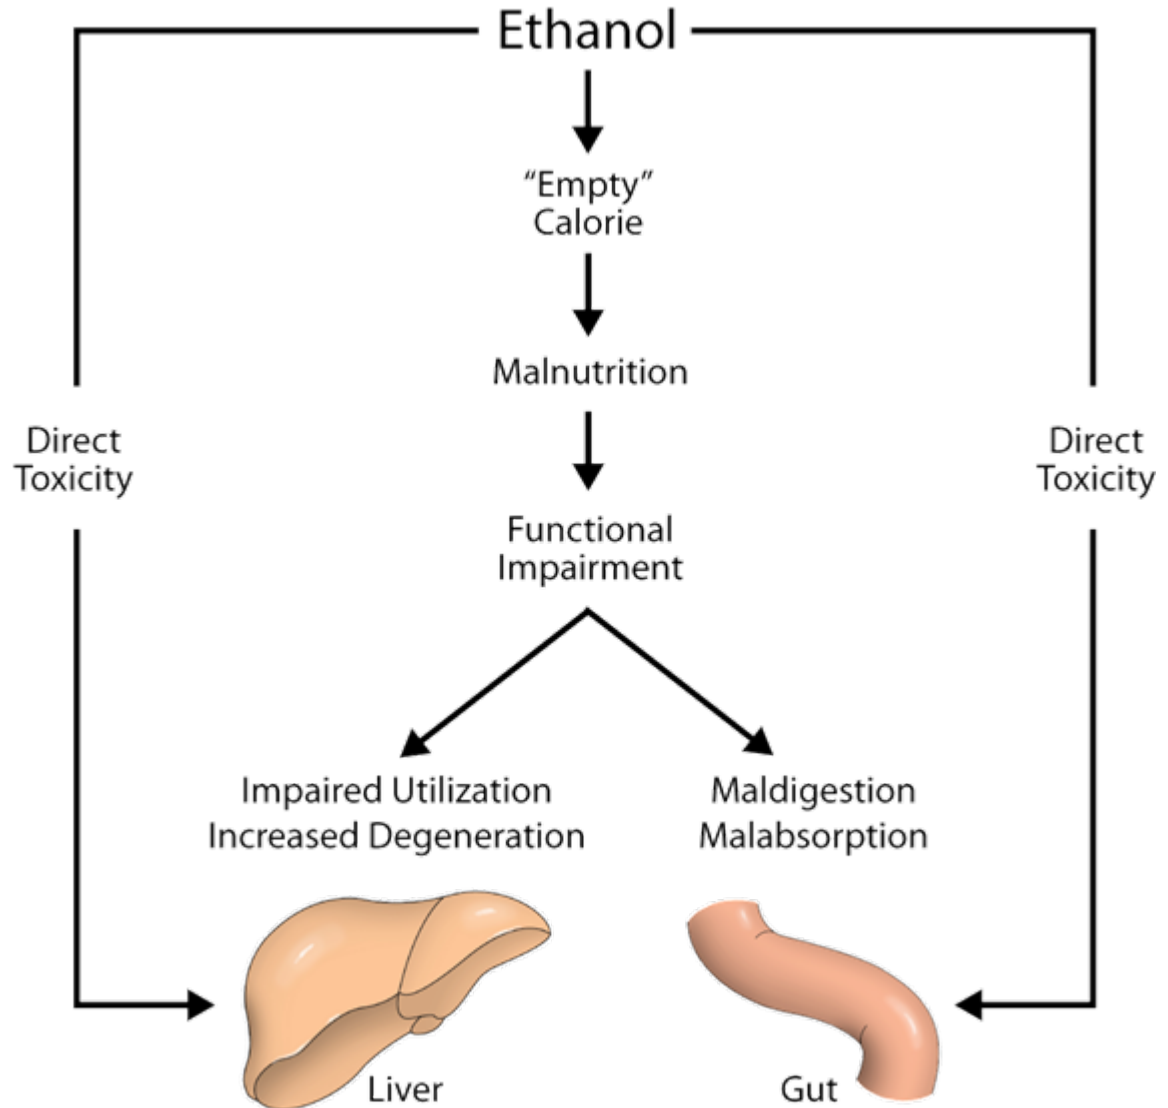 Ethanol
“Empty”
Calorie
Malnutrition
Direct
Toxicity
Direct
Toxicity
Functional
Impairment
Impaired Utilization
Increased Degeneration
Maldigestion
Malabsorption
Liver
Gut